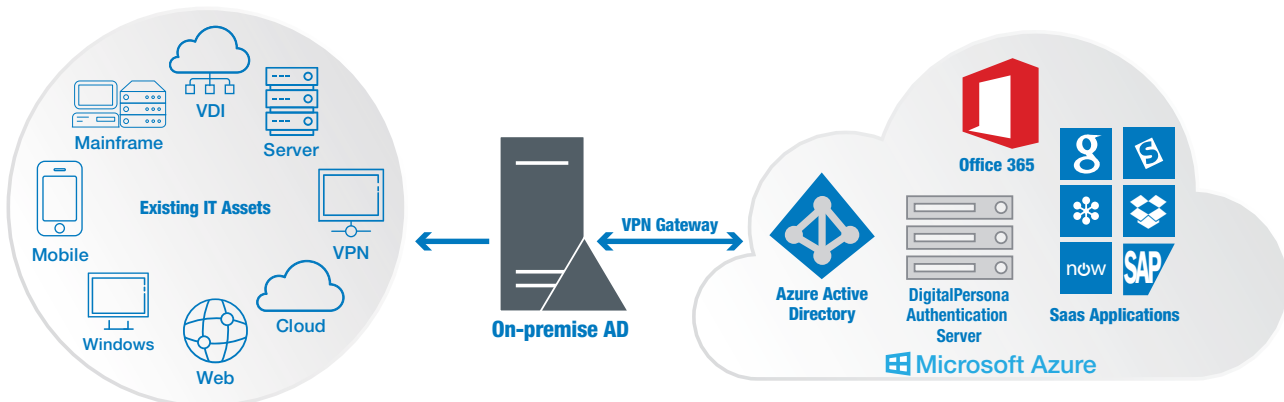 VDI
Mainframe
Server
Existing IT Assets
Mobile
VPN
Windows
Cloud
Web
On-premise AD
VPN Gateway
Office 365
Azure Active
Directory
DigitalPersona
Authentication
Server
g
S
now
SAP
Saas Applications
Microsoft Azure